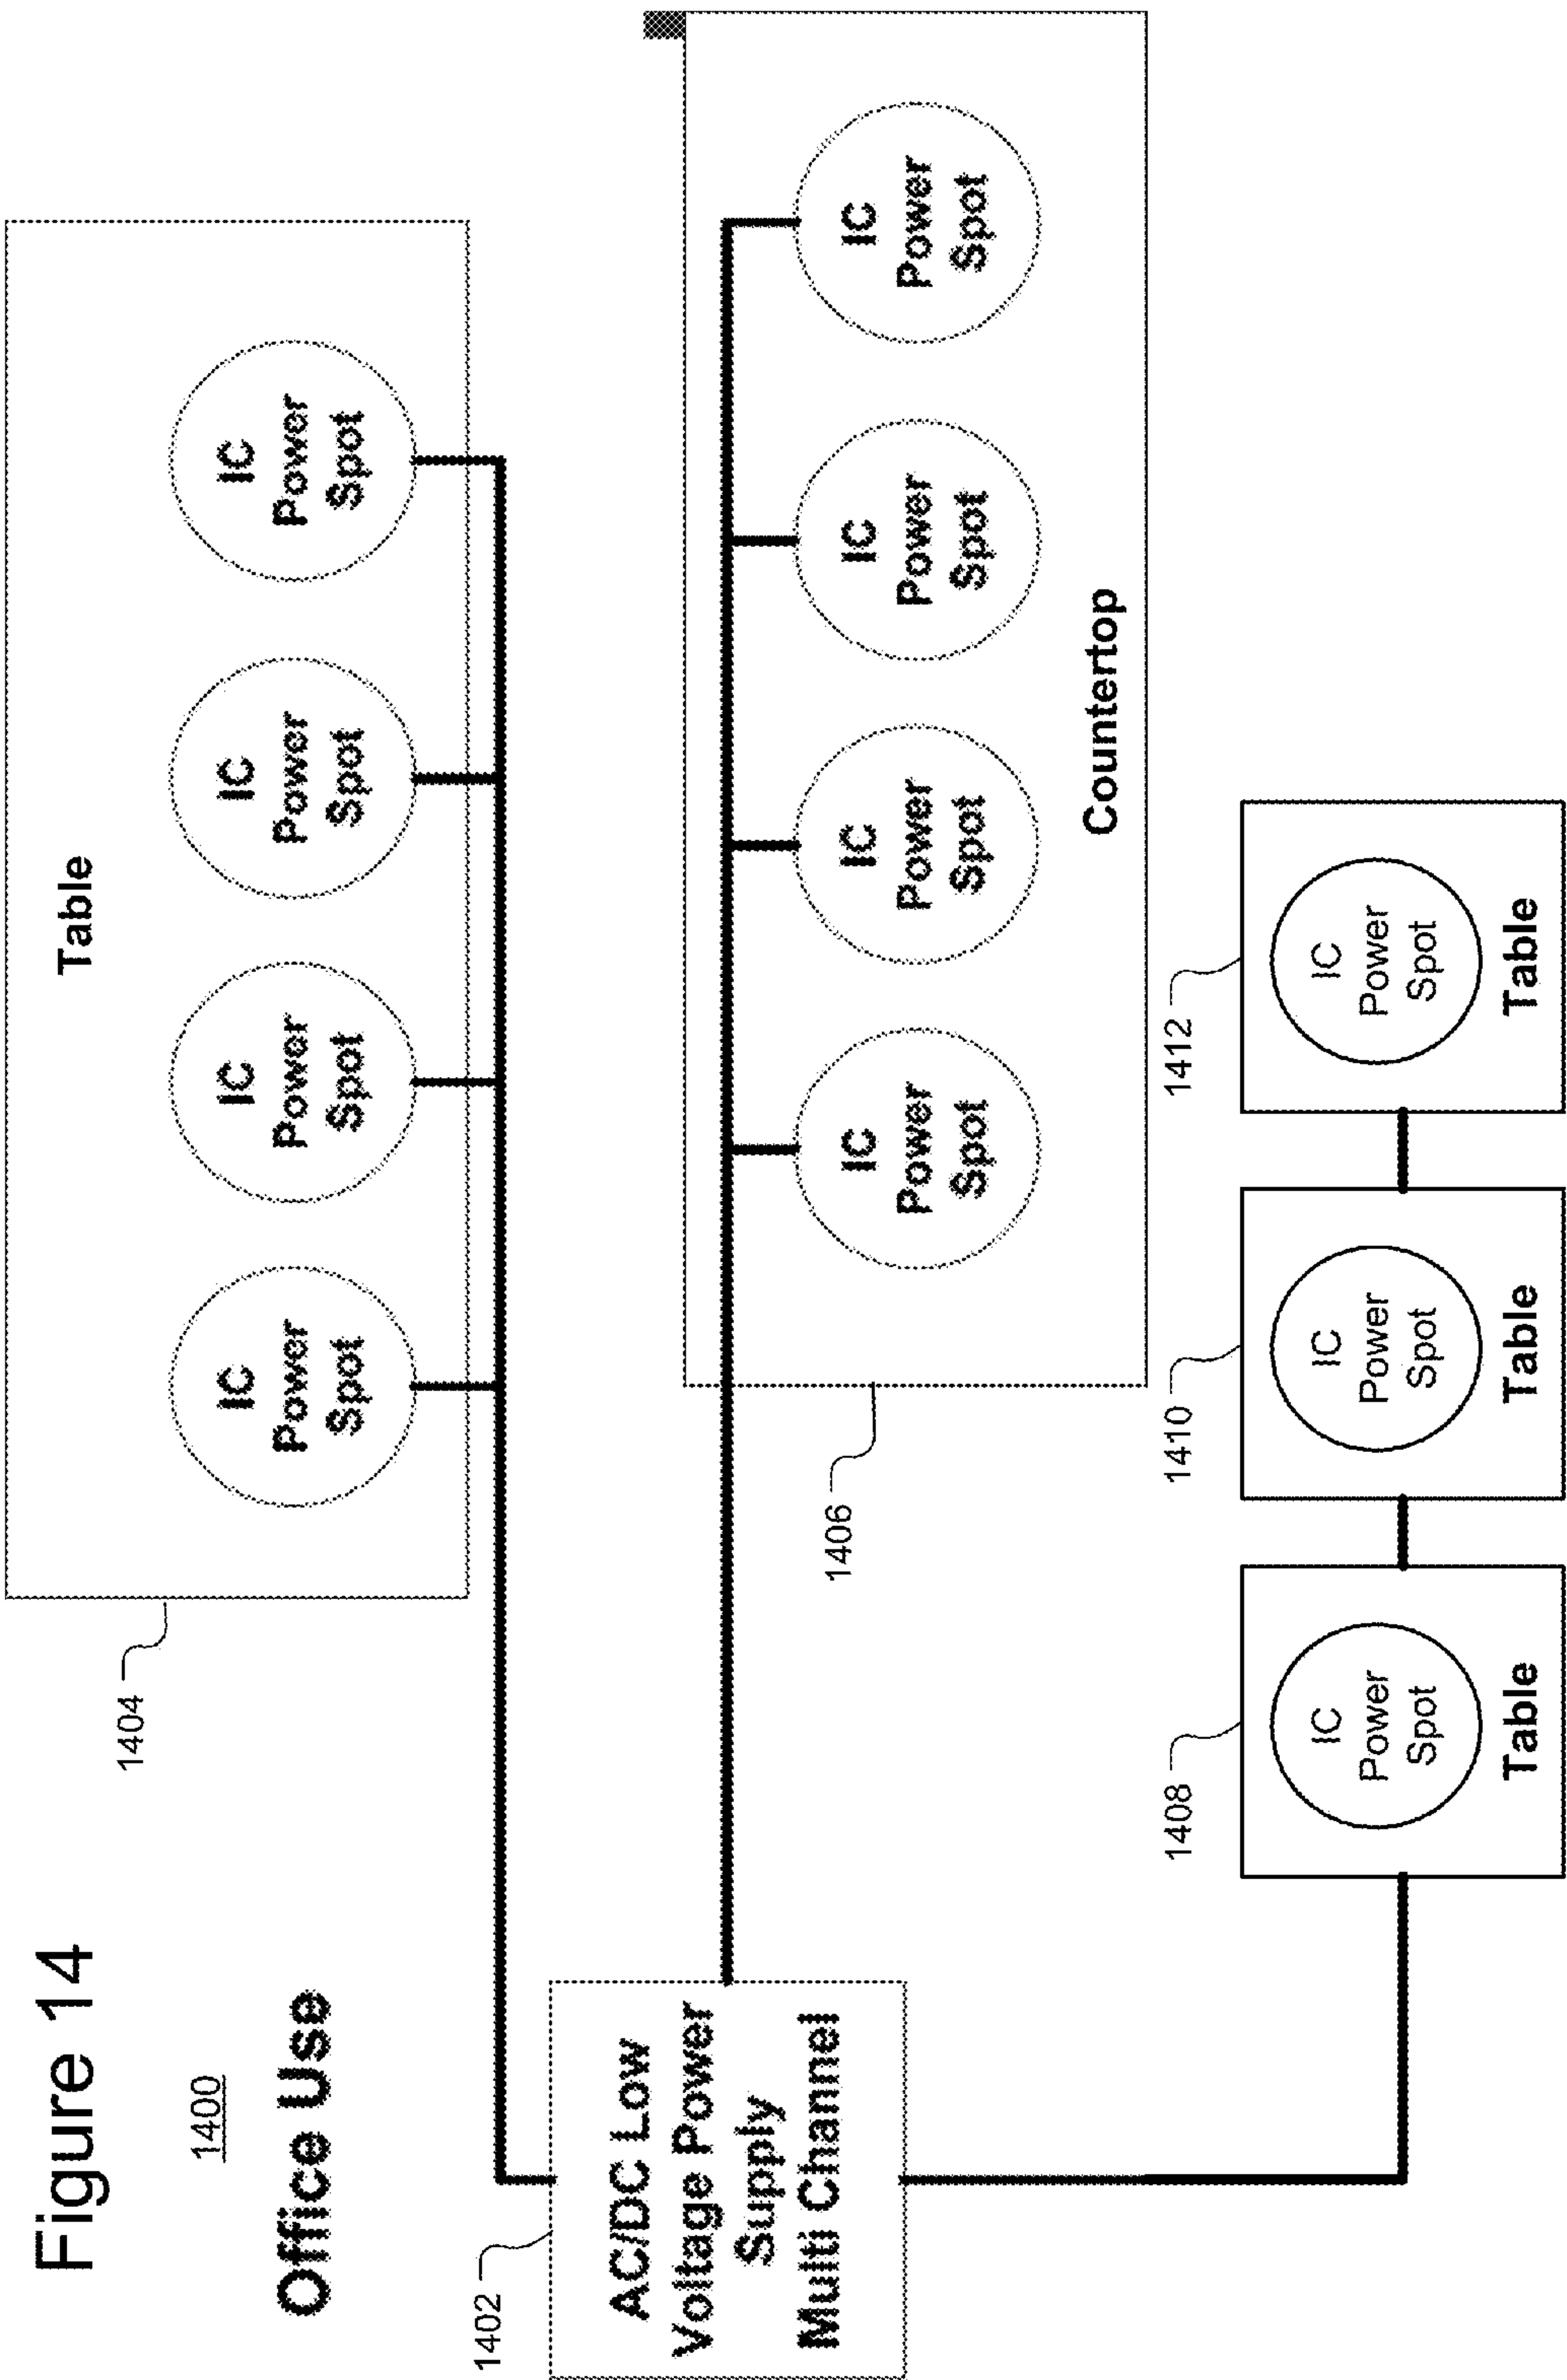 Figure 14
1400
Office Use
1402
AC/DC Low
Voltage Power
Supply
Multi Channel
1404
Table
IC
Power
Spot
IC
Power
Spot
IC
Power
Spot
IC
Power
Spot
1406
IC
Power
Spot
IC
Power
Spot
IC
Power
Spot
IC
Power
Spot
Countertop
1408
IC
Power
Spot
Table
1410
IC
Power
Spot
Table
1412
IC
Power
Spot
Table